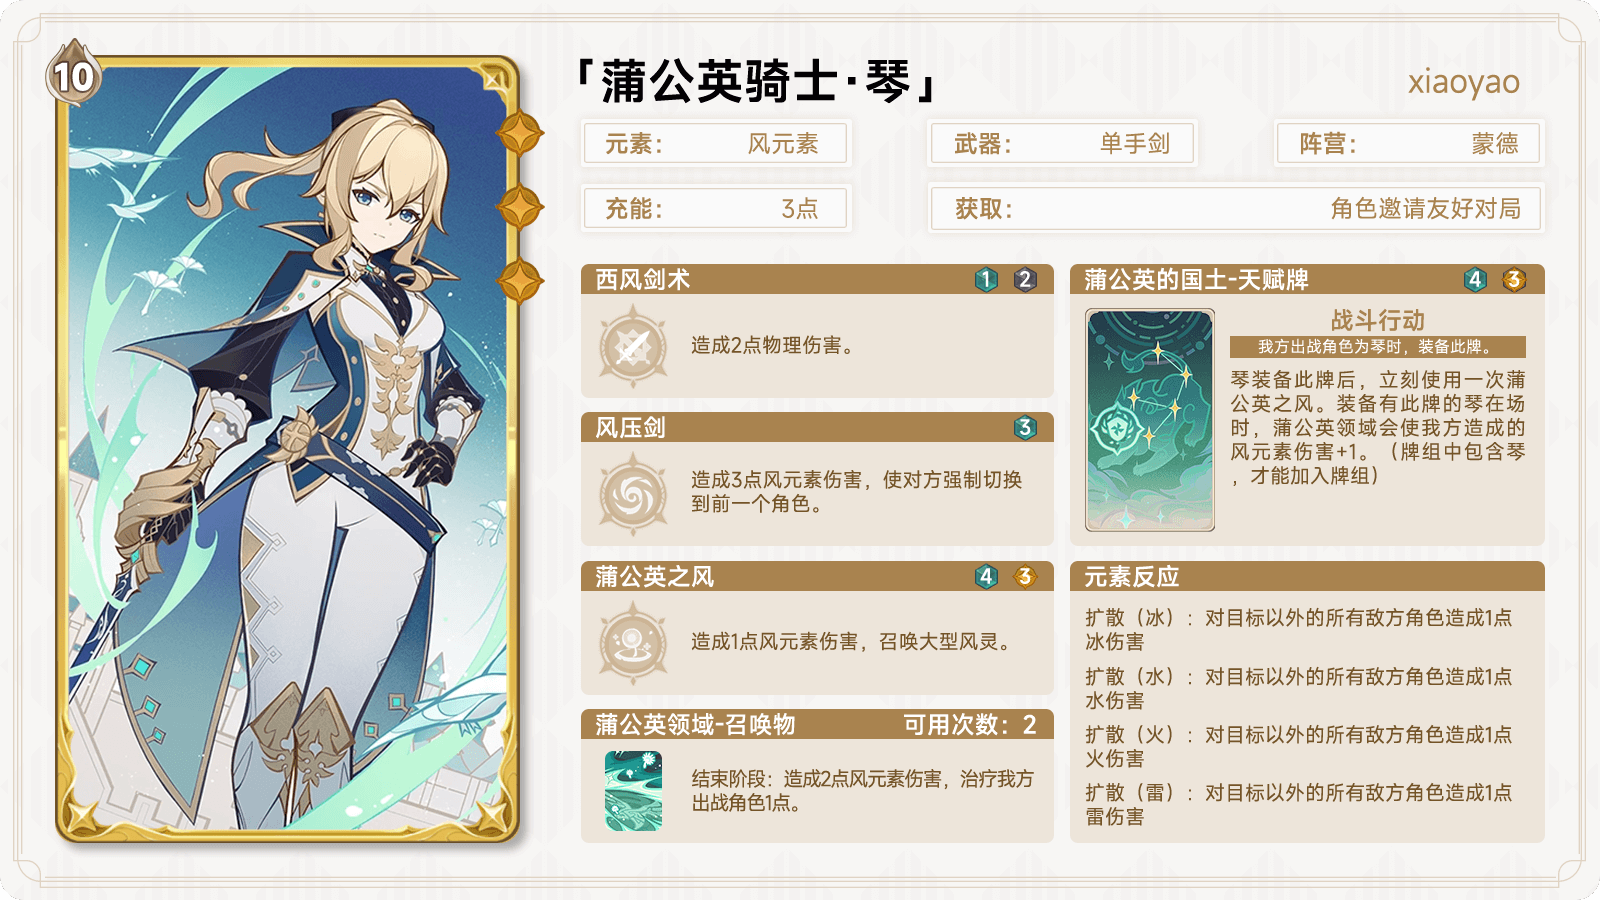 10
「蒲公英骑士·琴」
xiaoyao
元素： 风元素
武器： 单手剑
阵营： 蒙德
充能： 3点
获取： 角色邀请友好对局
西风剑术 1 2
造成2点物理伤害。
风压剑 3
造成3点风元素伤害，使对方强制切换
到前一个角色。
蒲公英之风 4 3
造成1点风元素伤害，召唤大型风灵。
蒲公英领域-召唤物 可用次数：2
结束阶段：造成2点风元素伤害，治疗我方
出战角色1点。
蒲公英的国土-天赋牌 4 3
战斗行动
我方出战角色为琴时，装备此牌。
琴装备此牌后，立刻使用一次蒲
公英之风。装备有此牌的琴在场
时，蒲公英领域会使我方造成的
风元素伤害+1。（牌组中包含琴
，才能加入牌组）
元素反应
扩散（冰）：对目标以外的所有敌方角色造成1点
冰伤害
扩散（水）：对目标以外的所有敌方角色造成1点
水伤害
扩散（火）：对目标以外的所有敌方角色造成1点
火伤害
扩散（雷）：对目标以外的所有敌方角色造成1点
雷伤害